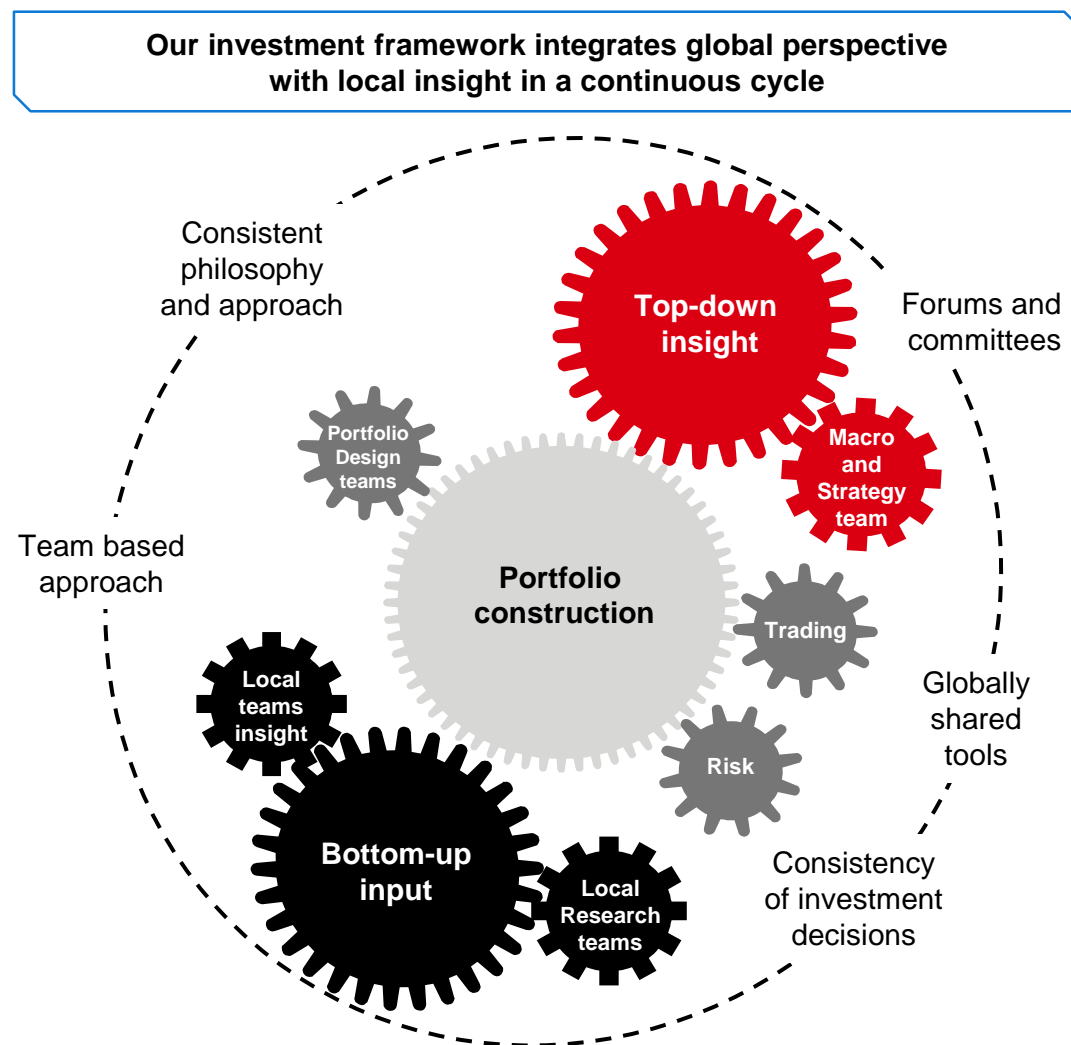 Our investment framework integrates global perspective
with local insight in a continuous cycle
Consistent
philosophy
and approach
Top-down
insight
Forums and
committees
Portfolio
Design
teams
Macro
and
Strategy
team
Team based
approach
Portfolio
construction
Trading
Local
teams
insight
Globally
shared
tools
Risk
Bottom-up
input
Local
Research
teams
Consistency
of investment
decisions